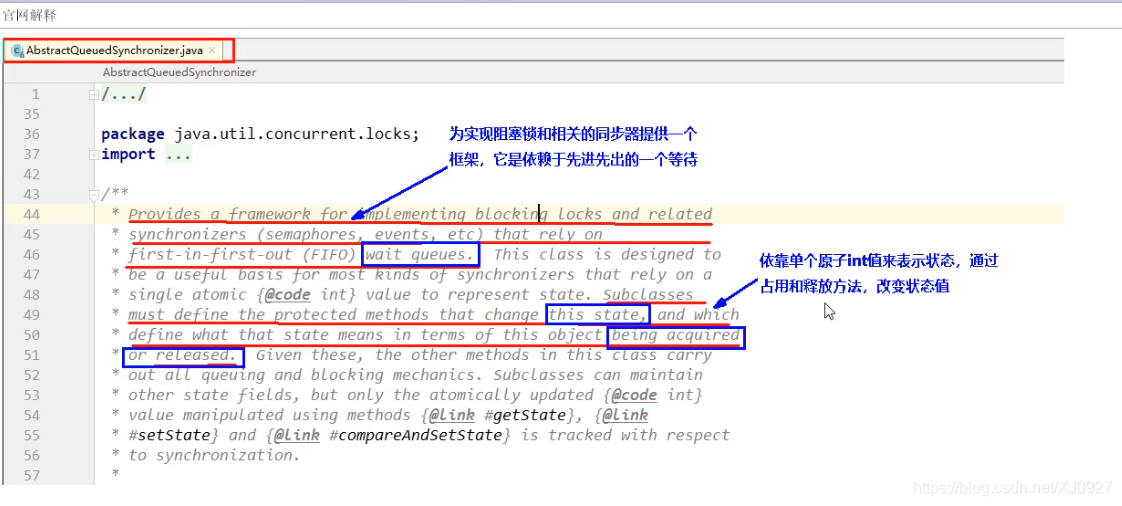 官网解释
AbstractQueuedSynchronizer.java
AbstractQueuedSynchronizer
1 /.../
35
36 package java.util.concurrent.locks;
37 import ...
42
43 /**
44 * Provides a framework for implementing blocking locks and related
45 * synchronizers (semaphores, events, etc) that rely on
46 * first-in-first-out (FIFO) wait queues. This class is designed to
47 * be a useful basis for most kinds of synchronizers that rely on a
48 * single atomic {@code int} value to represent state. Subclasses
49 * must define the protected methods that change this state, and which
50 * define what that state means in terms of this object being acquired
51 * or released. Given these, the other methods in this class carry
52 * out all queuing and blocking mechanics. Subclasses can maintain
53 * other state fields, but only the atomically updated {@code int}
54 * value manipulated using methods {@link #getState}, {@link
55 * #setState} and {@link #compareAndSetState} is tracked with respect
56 * to synchronization.
57 *
为实现阻塞锁和相关的同步器提供一个
框架，它是依赖于先进先出的一个等待
依靠单个原子int值来表示状态，通过
占用和释放方法，改变状态值
https://blog.csdn.net/XJ0927